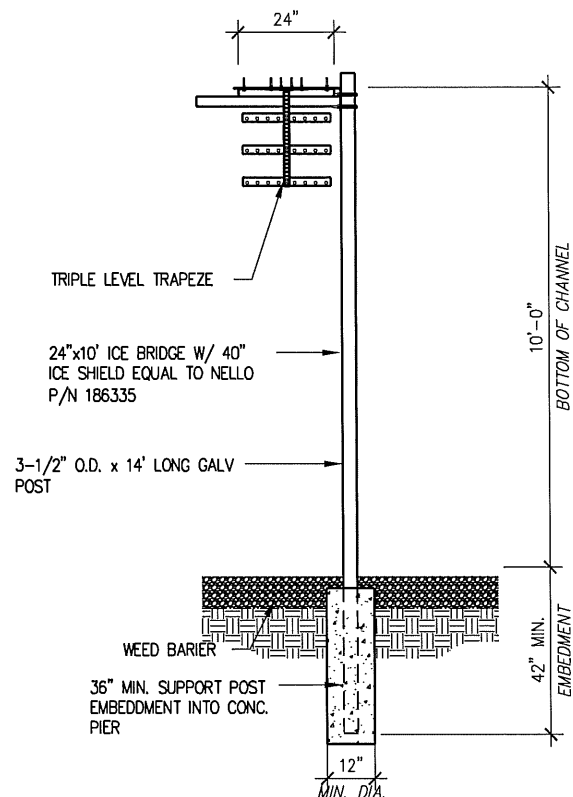 24"
TRIPLE LEVEL TRAPEZE
24"x10' ICE BRIDGE W/ 40"
ICE SHIELD EQUAL TO NELLO
P/N 186335
3-1/2" O.D. x 14' LONG GALV
POST
10'-0"
BOTTOM OF CHANNEL
WEED BARIER
42" MIN.
EMBEDMENT
36" MIN. SUPPORT POST
EMBEDDMENT INTO CONC.
PIER
12"
MIN. DIA.